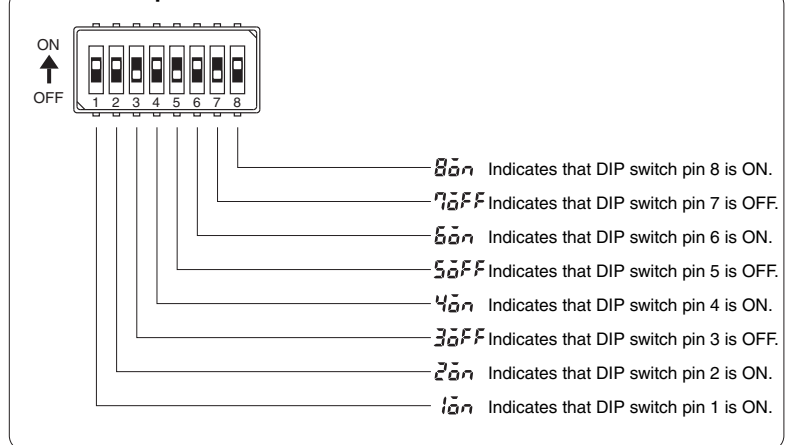 ON
OFF
1 2 3 4 5 6 7 8
8on Indicates that DIP switch pin 8 is ON.
7oFF Indicates that DIP switch pin 7 is OFF.
6on Indicates that DIP switch pin 6 is ON.
5oFF Indicates that DIP switch pin 5 is OFF.
4on Indicates that DIP switch pin 4 is ON.
3oFF Indicates that DIP switch pin 3 is OFF.
2on Indicates that DIP switch pin 2 is ON.
1on Indicates that DIP switch pin 1 is ON.